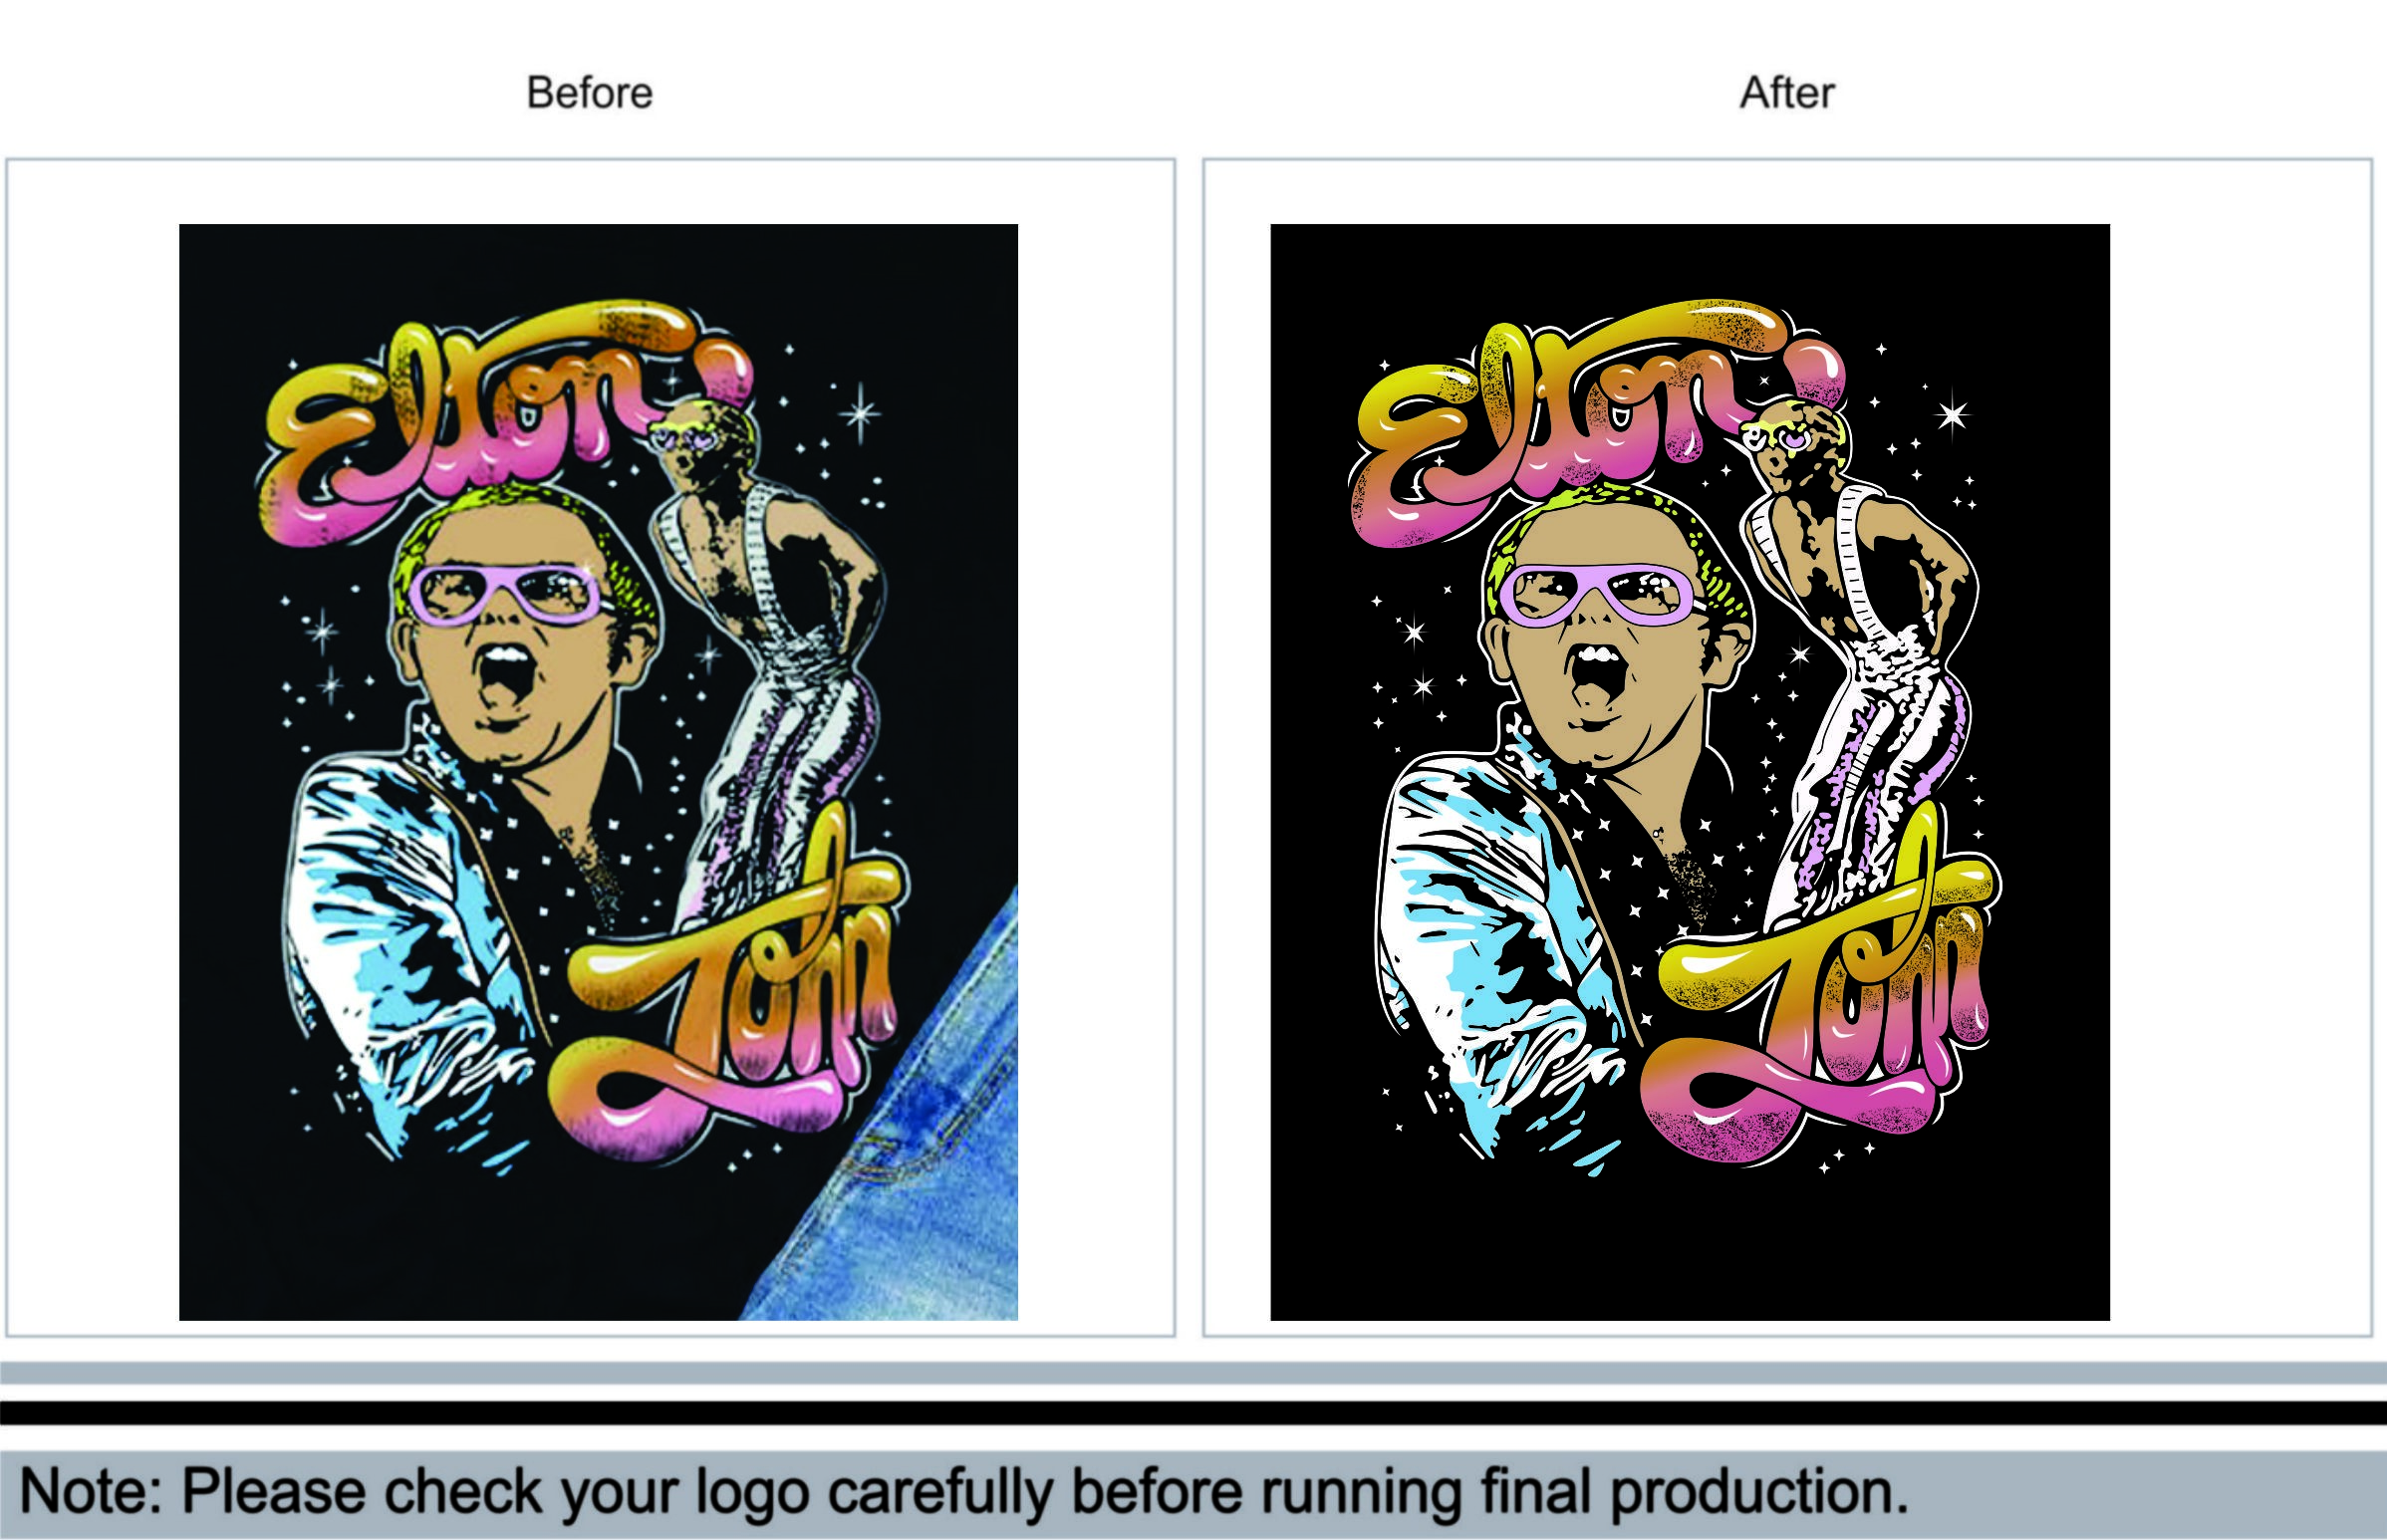 Before
After
Elton
John
Elton
John
Note: Please check your logo carefully before running final production.